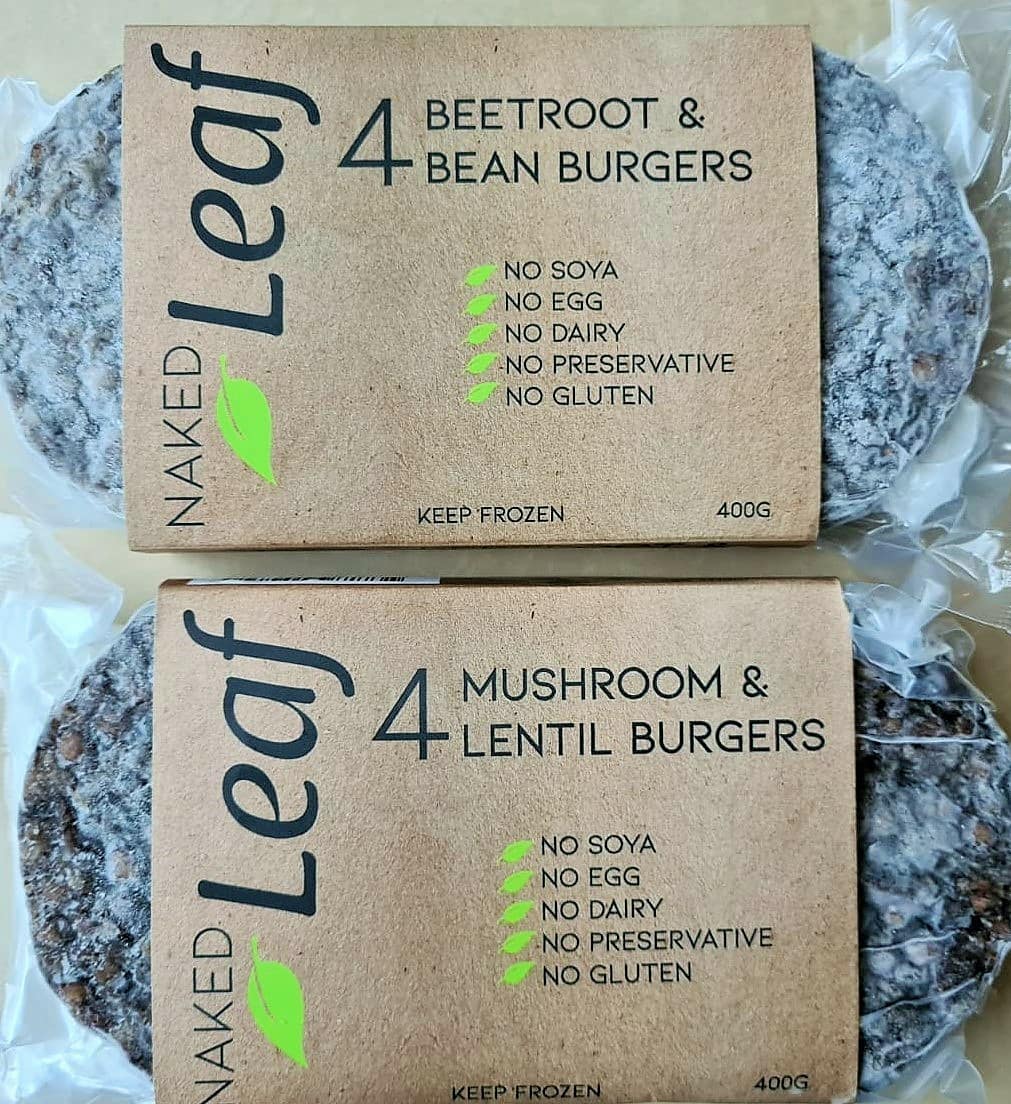 NAKED Leaf
4 BEETROOT &
BEAN BURGERS
NO SOYA
NO EGG
NO DAIRY
NO PRESERVATIVE
NO GLUTEN
KEEP FROZEN 400G
NAKED Leaf
4 MUSHROOM &
LENTIL BURGERS
NO SOYA
NO EGG
NO DAIRY
NO PRESERVATIVE
NO GLUTEN
KEEP FROZEN 400G